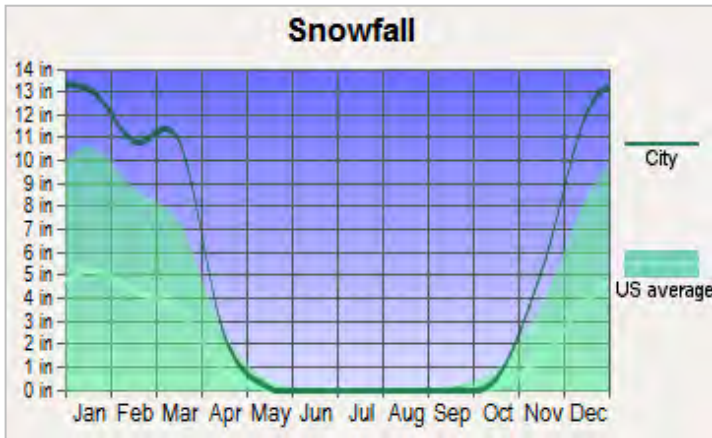 Snowfall
14 in
13 in
12 in
11 in
10 in
9 in
8 in
7 in
6 in
5 in
4 in
3 in
2 in
1 in
0 in
Jan Feb Mar Apr May Jun Jul Aug Sep Oct Nov Dec
City
US average